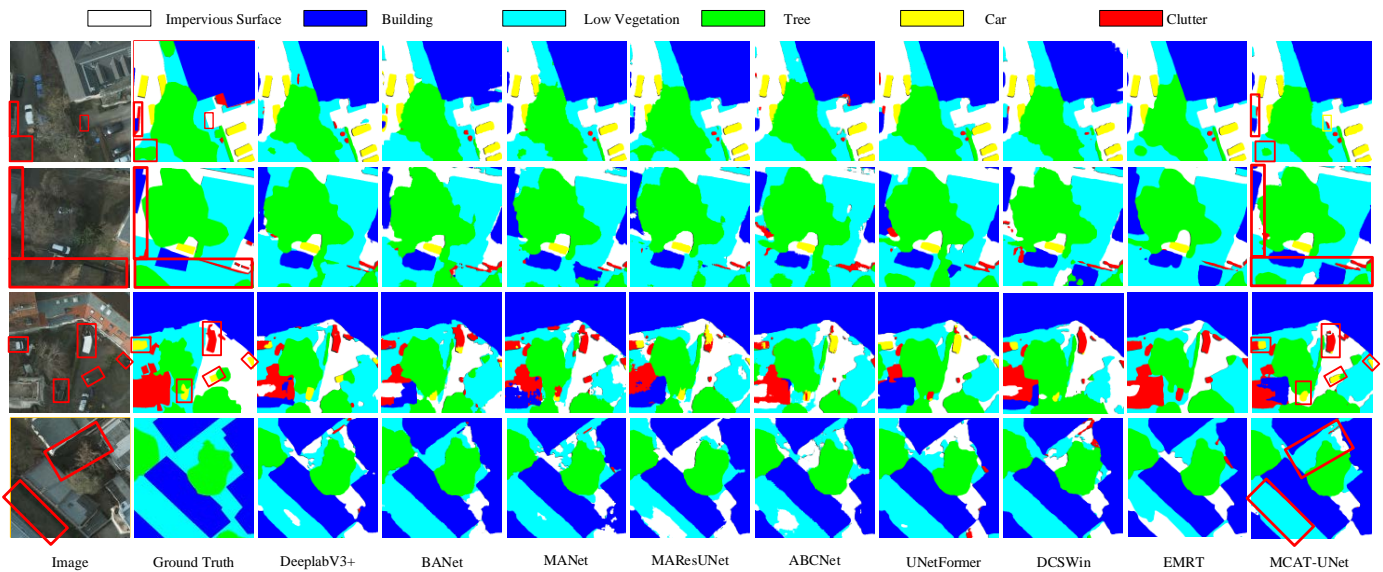 Impervious Surface Building Low Vegetation Tree Car Clutter
Image Ground Truth DeeplabV3+ BANet MANet MAResUNet ABCNet UNetFormer DCSWin EMRT MCAT-UNet